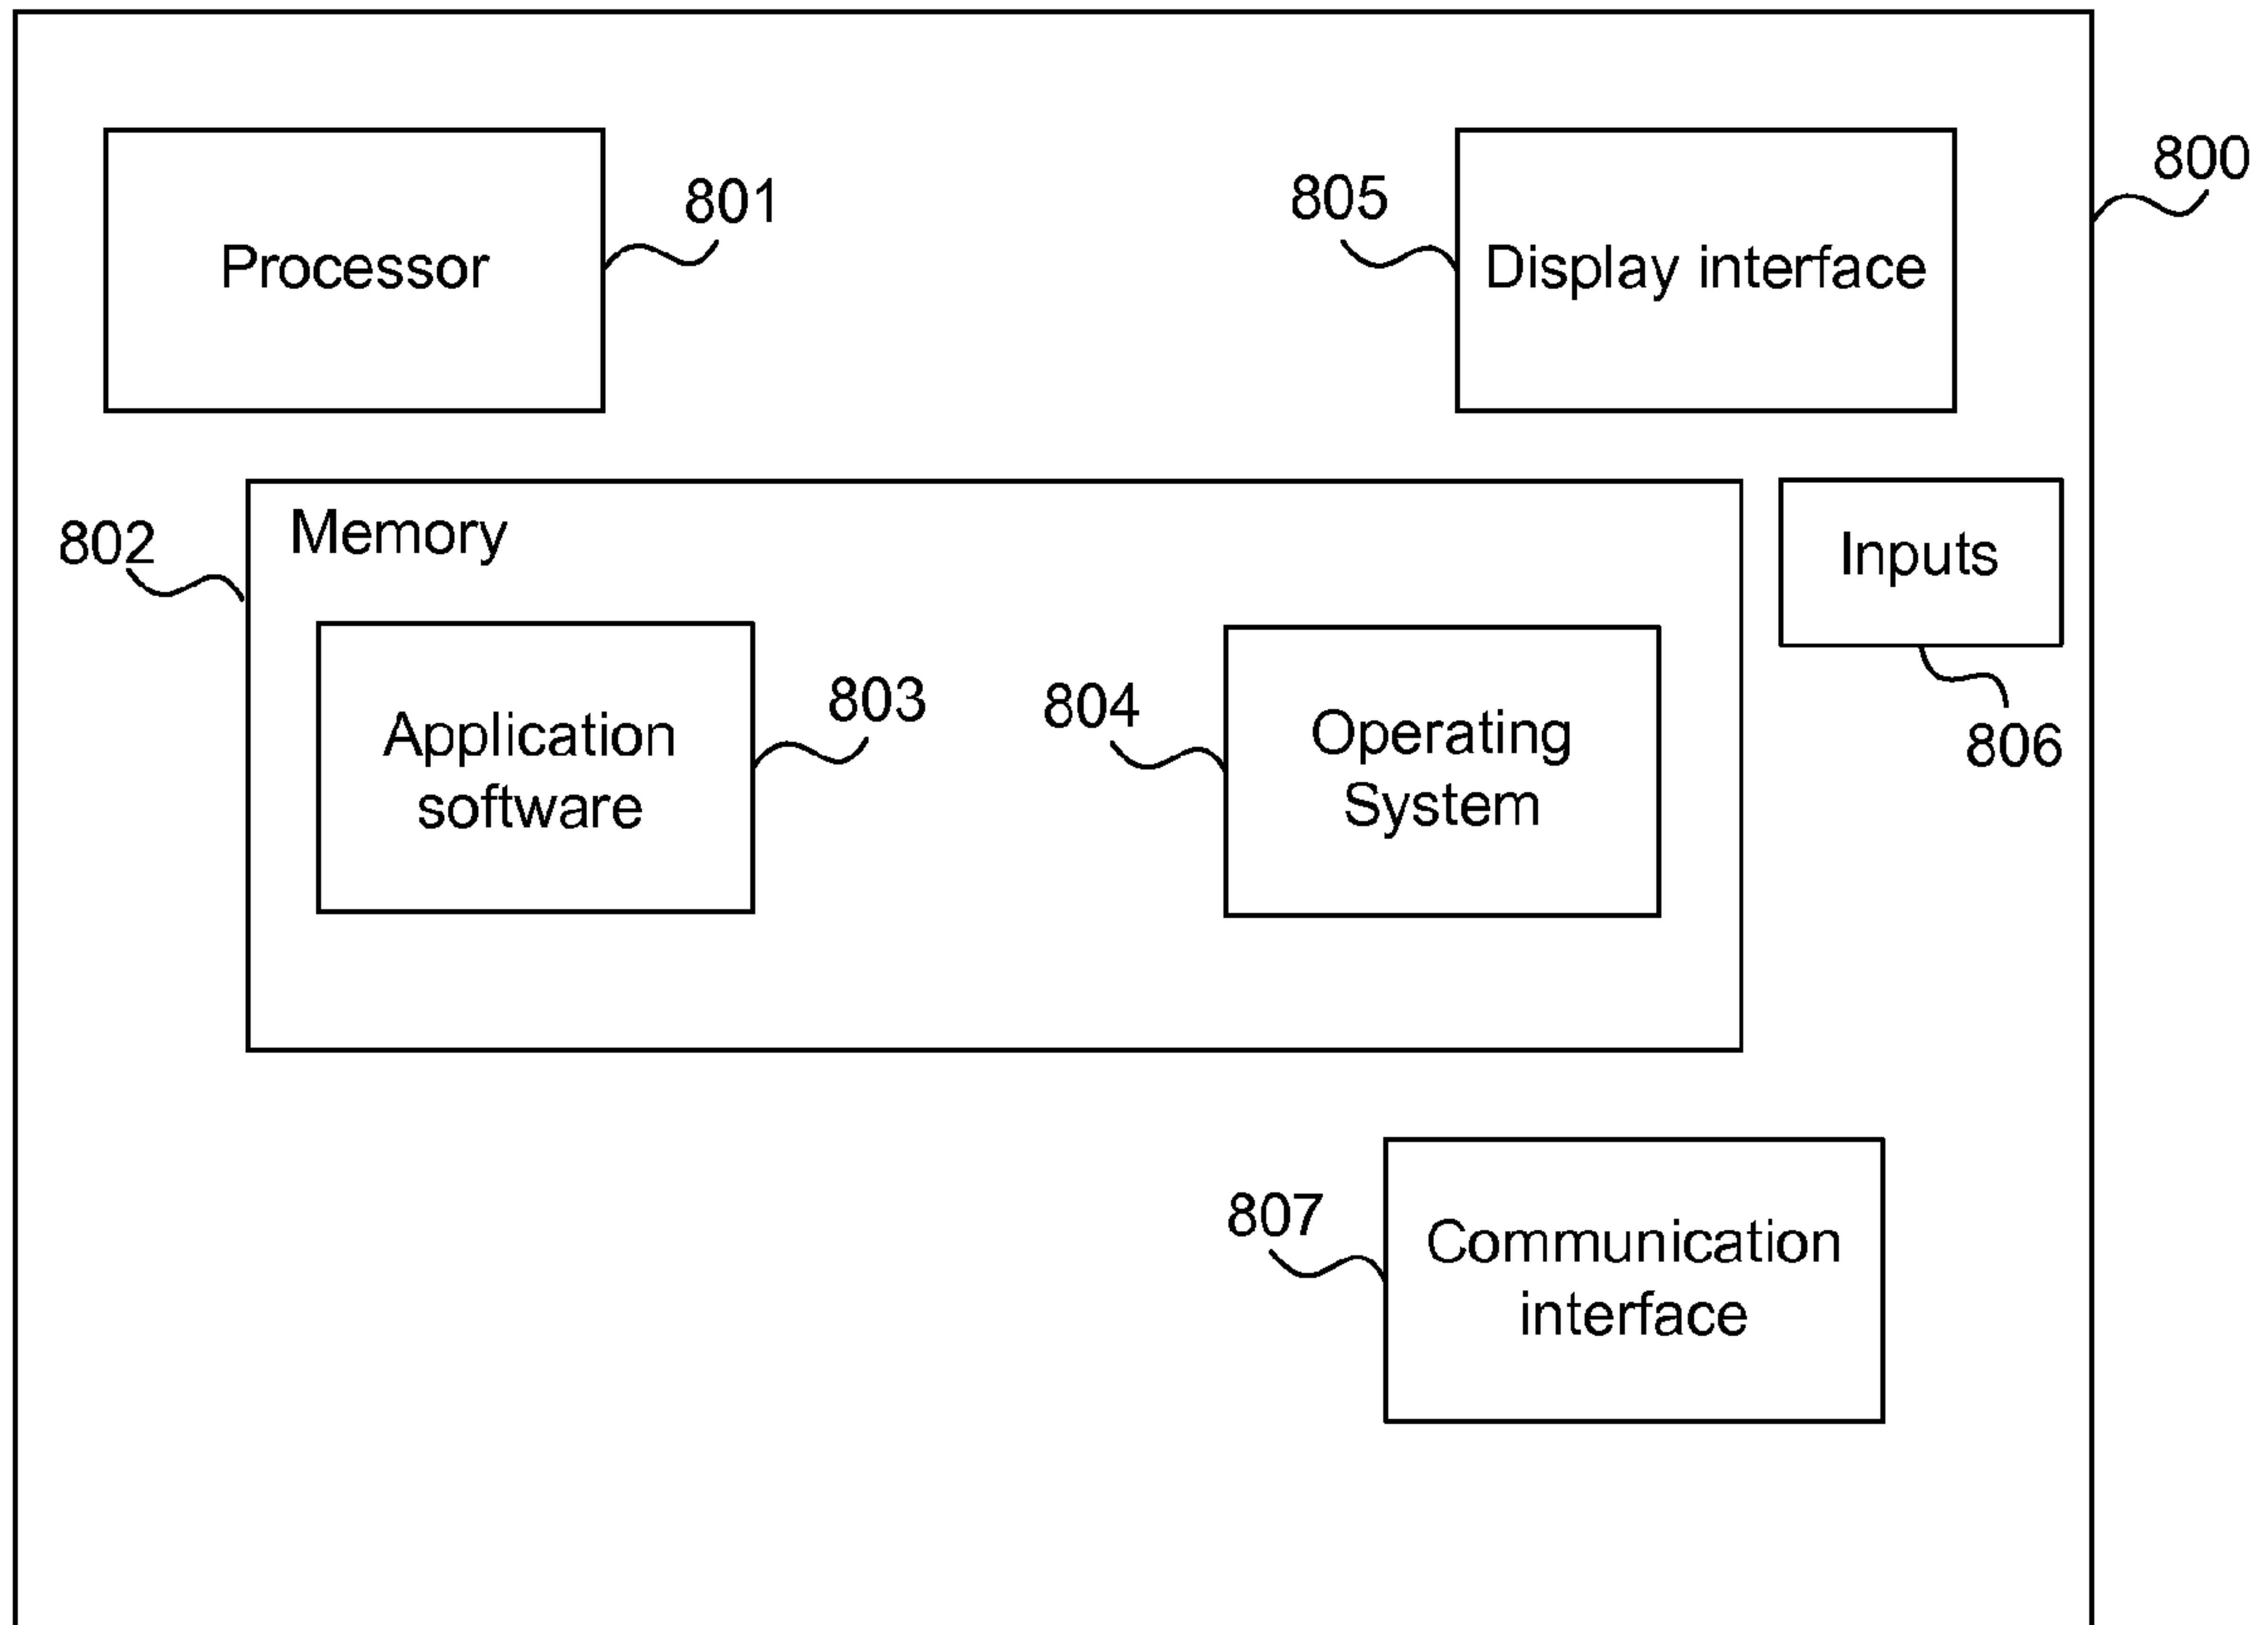 800
Processor
801
805
Display interface
802
Memory
Inputs
806
Application
software
803
804
Operating
System
807
Communication
interface